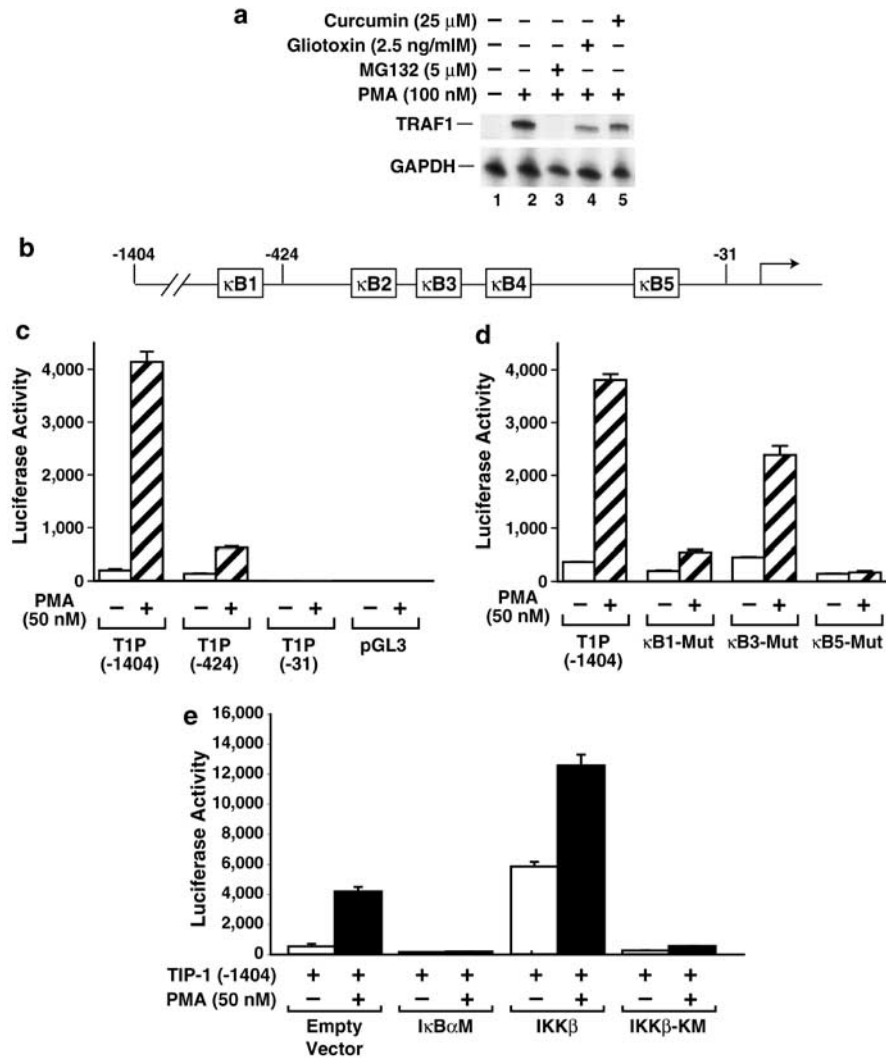 a
Curcumin (25 μM) – – – – +
Gliotoxin (2.5 ng/mlM) – – – + –
MG132 (5 μM) – – + – –
PMA (100 nM) – + + + +
TRAF1
GAPDH
1 2 3 4 5
b
-1404 -424 -31
κB1 κB2 κB3 κB4 κB5
c
Luciferase Activity
4,000
3,000
2,000
1,000
0
PMA (50 nM) – + – + – + – +
T1P (-1404) T1P (-424) T1P (-31) pGL3
d
Luciferase Activity
4,000
3,000
2,000
1,000
0
PMA (50 nM) – + – + – + – +
T1P (-1404) κB1-Mut κB3-Mut κB5-Mut
e
Luciferase Activity
16,000
14,000
12,000
10,000
8,000
6,000
4,000
2,000
0
TIP-1 (-1404) + + + + + + + +
PMA (50 nM) – + – + – + – +
Empty Vector IκBαM IKKβ IKKβ-KM